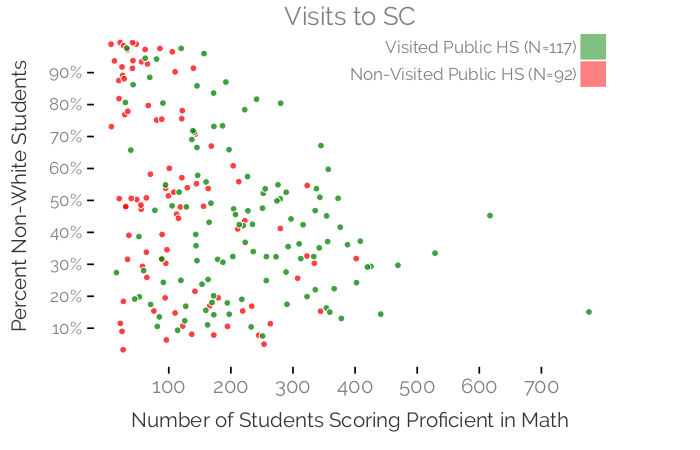 Visits to SC
Visited Public HS (N=117)
Non-Visited Public HS (N=92)
Percent Non-White Students
90%
80%
70%
60%
50%
40%
30%
20%
10%
100 200 300 400 500 600 700
Number of Students Scoring Proficient in Math